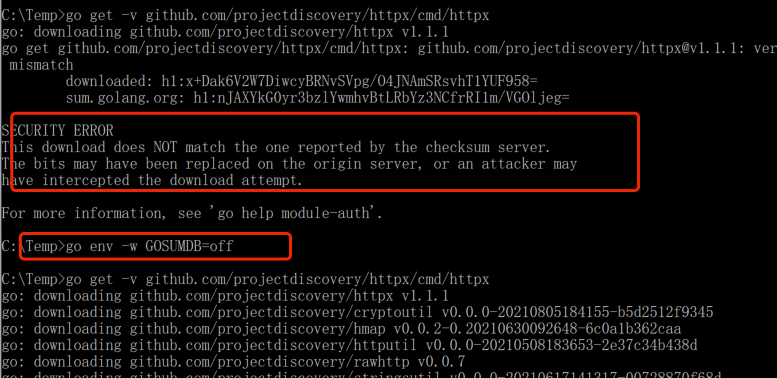 C:\Temp>go get -v github.com/projectdiscovery/httpx/cmd/httpx
go: downloading github.com/projectdiscovery/httpx v1.1.1
go get github.com/projectdiscovery/httpx/cmd/httpx: github.com/projectdiscovery/httpx@v1.1.1: ver
mismatch
downloaded: h1:x+Dak6V2W7DiwcyBRNvSVpg/O4JNAmSRsvhT1YUF958=
sum.golang.org: h1:nJAXYkG0yr3bzlYwmhvBtLRbYz3NCfrRI1m/VGOljeg=
SECURITY ERROR
This download does NOT match the one reported by the checksum server.
The bits may have been replaced on the origin server, or an attacker may
have intercepted the download attempt.
For more information, see 'go help module-auth'.
C:\Temp>go env -w GOSUMDB=off
C:\Temp>go get -v github.com/projectdiscovery/httpx/cmd/httpx
go: downloading github.com/projectdiscovery/httpx v1.1.1
go: downloading github.com/projectdiscovery/cryptoutil v0.0.0-20210805184155-b5d2512f9345
go: downloading github.com/projectdiscovery/hmap v0.0.2-0.20210630092648-6c0a1b362caa
go: downloading github.com/projectdiscovery/httputil v0.0.0-20210508183653-2e37c34b438d
go: downloading github.com/projectdiscovery/rawhttp v0.0.7
go: downloading github.com/projectdiscovery/stringsutil v0.0.0-20210617141317-00728870f68d